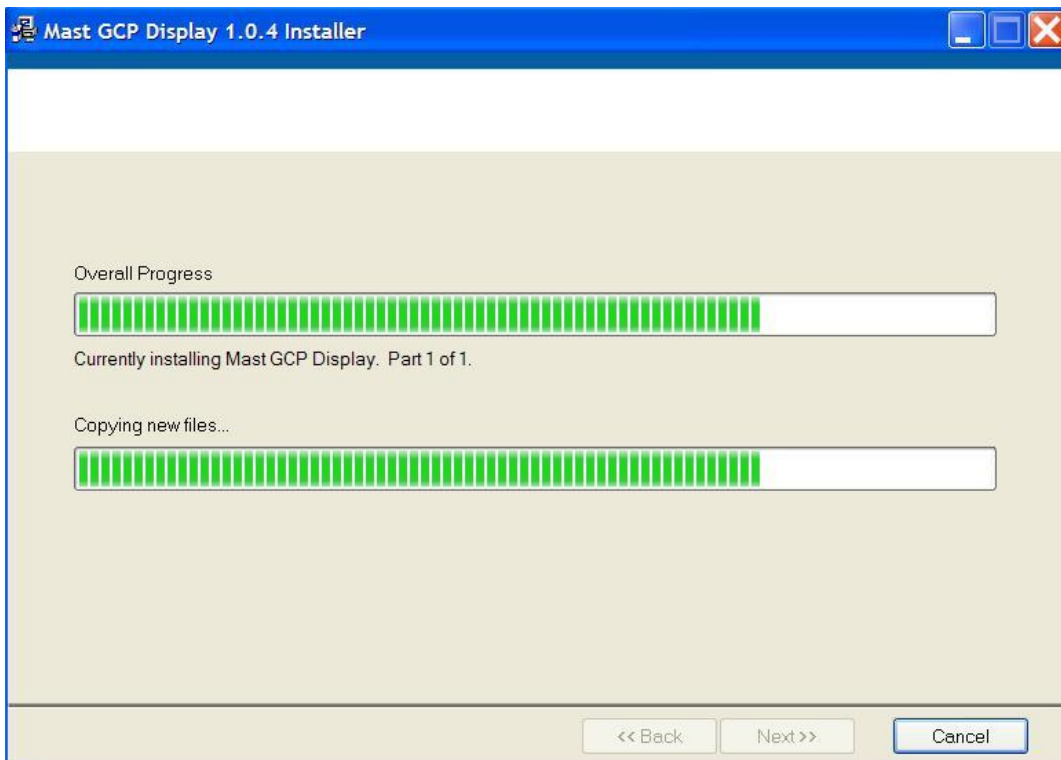 Mast GCP Display 1.0.4 Installer
Overall Progress
Currently installing Mast GCP Display. Part 1 of 1.
Copying new files...
<< Back
Next >>
Cancel